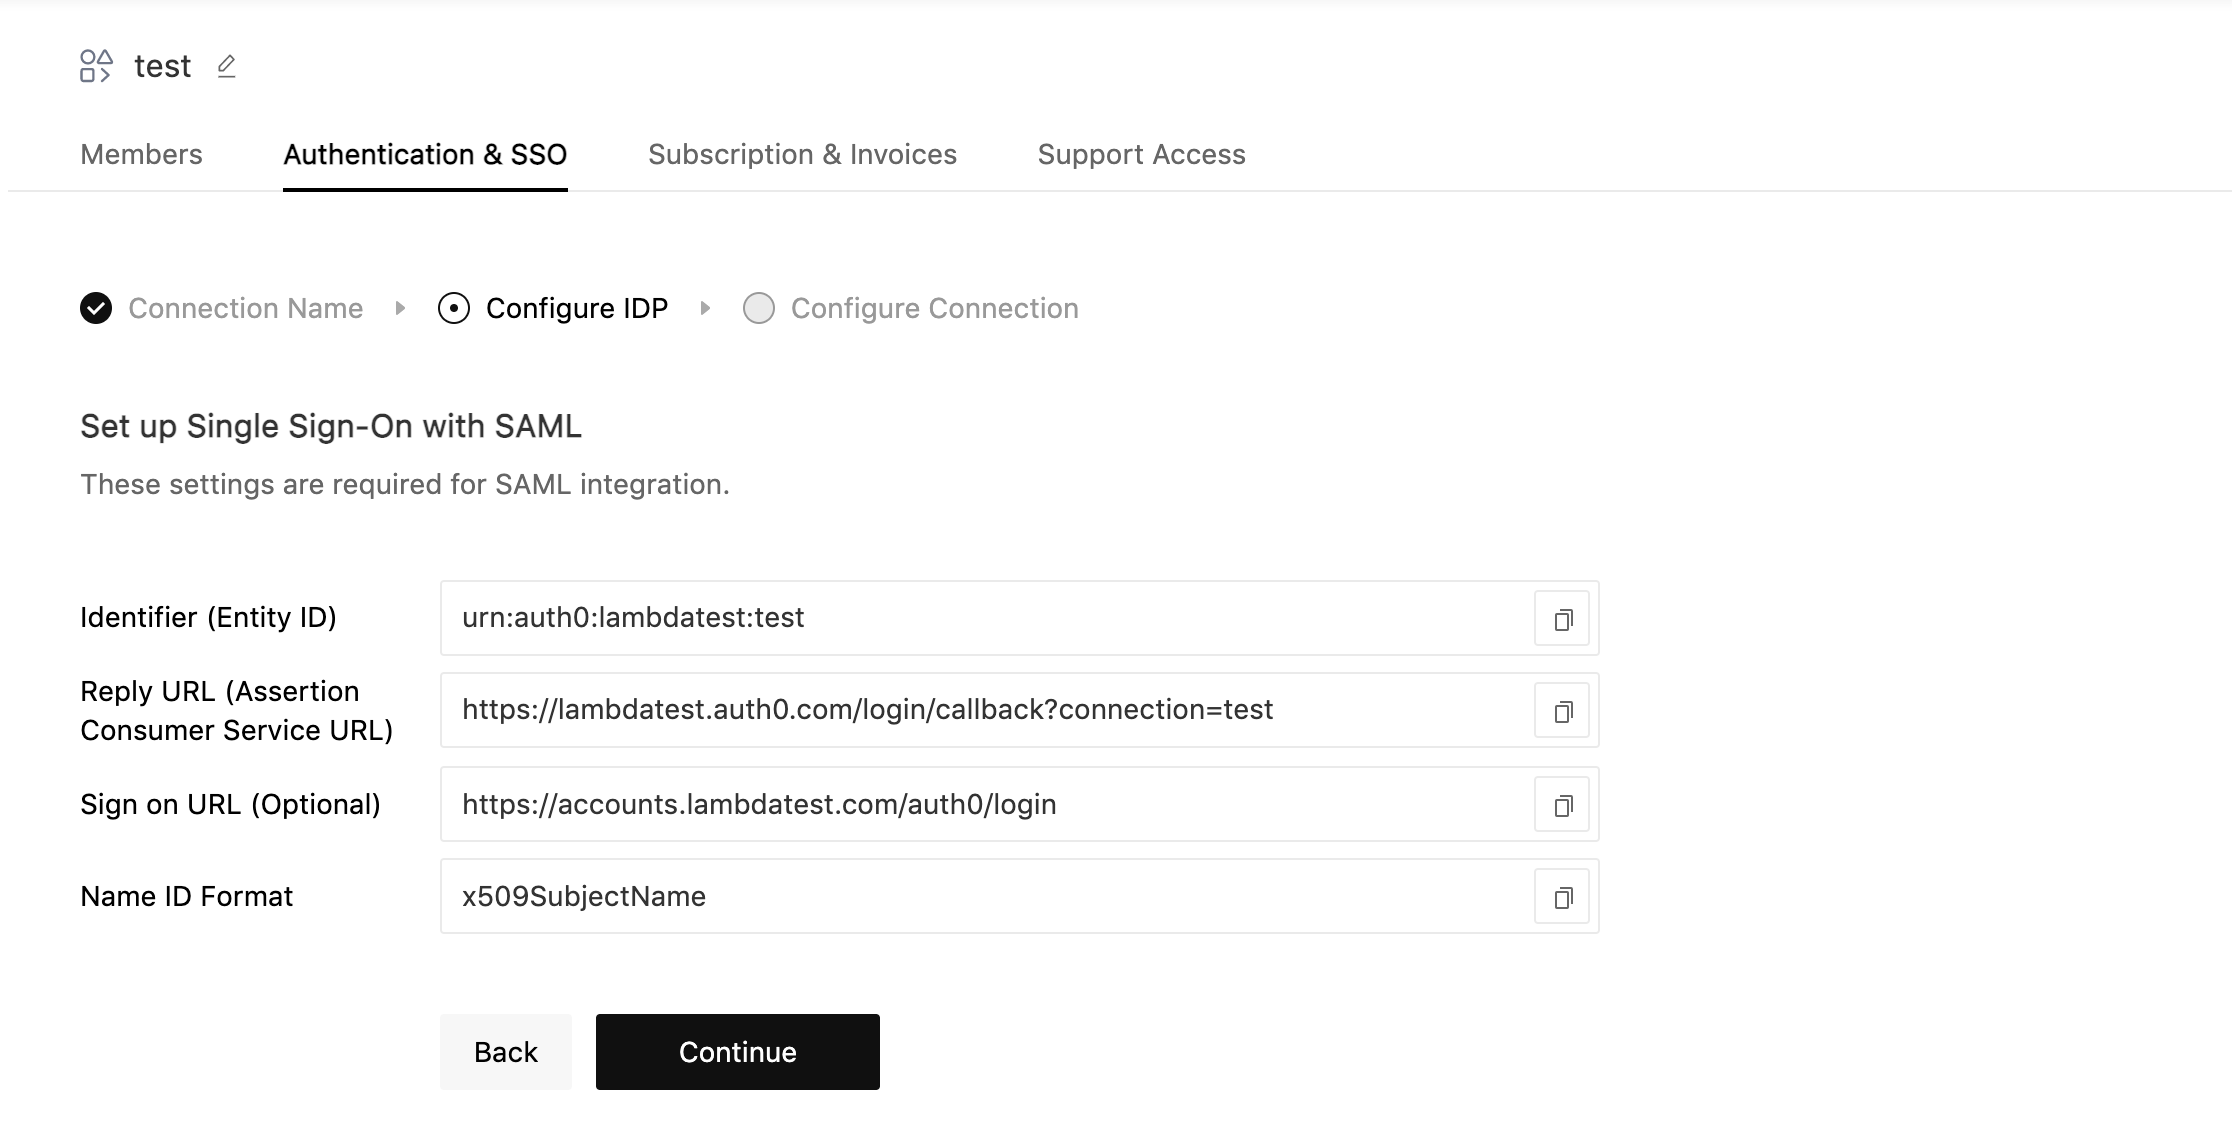 test
Members Authentication & SSO Subscription & Invoices Support Access
Connection Name Configure IDP Configure Connection
Set up Single Sign-On with SAML
These settings are required for SAML integration.
Identifier (Entity ID) urn:auth0:lambdatest:test
Reply URL (Assertion
Consumer Service URL) https://lambdatest.auth0.com/login/callback?connection=test
Sign on URL (Optional) https://accounts.lambdatest.com/auth0/login
Name ID Format x509SubjectName
Back Continue